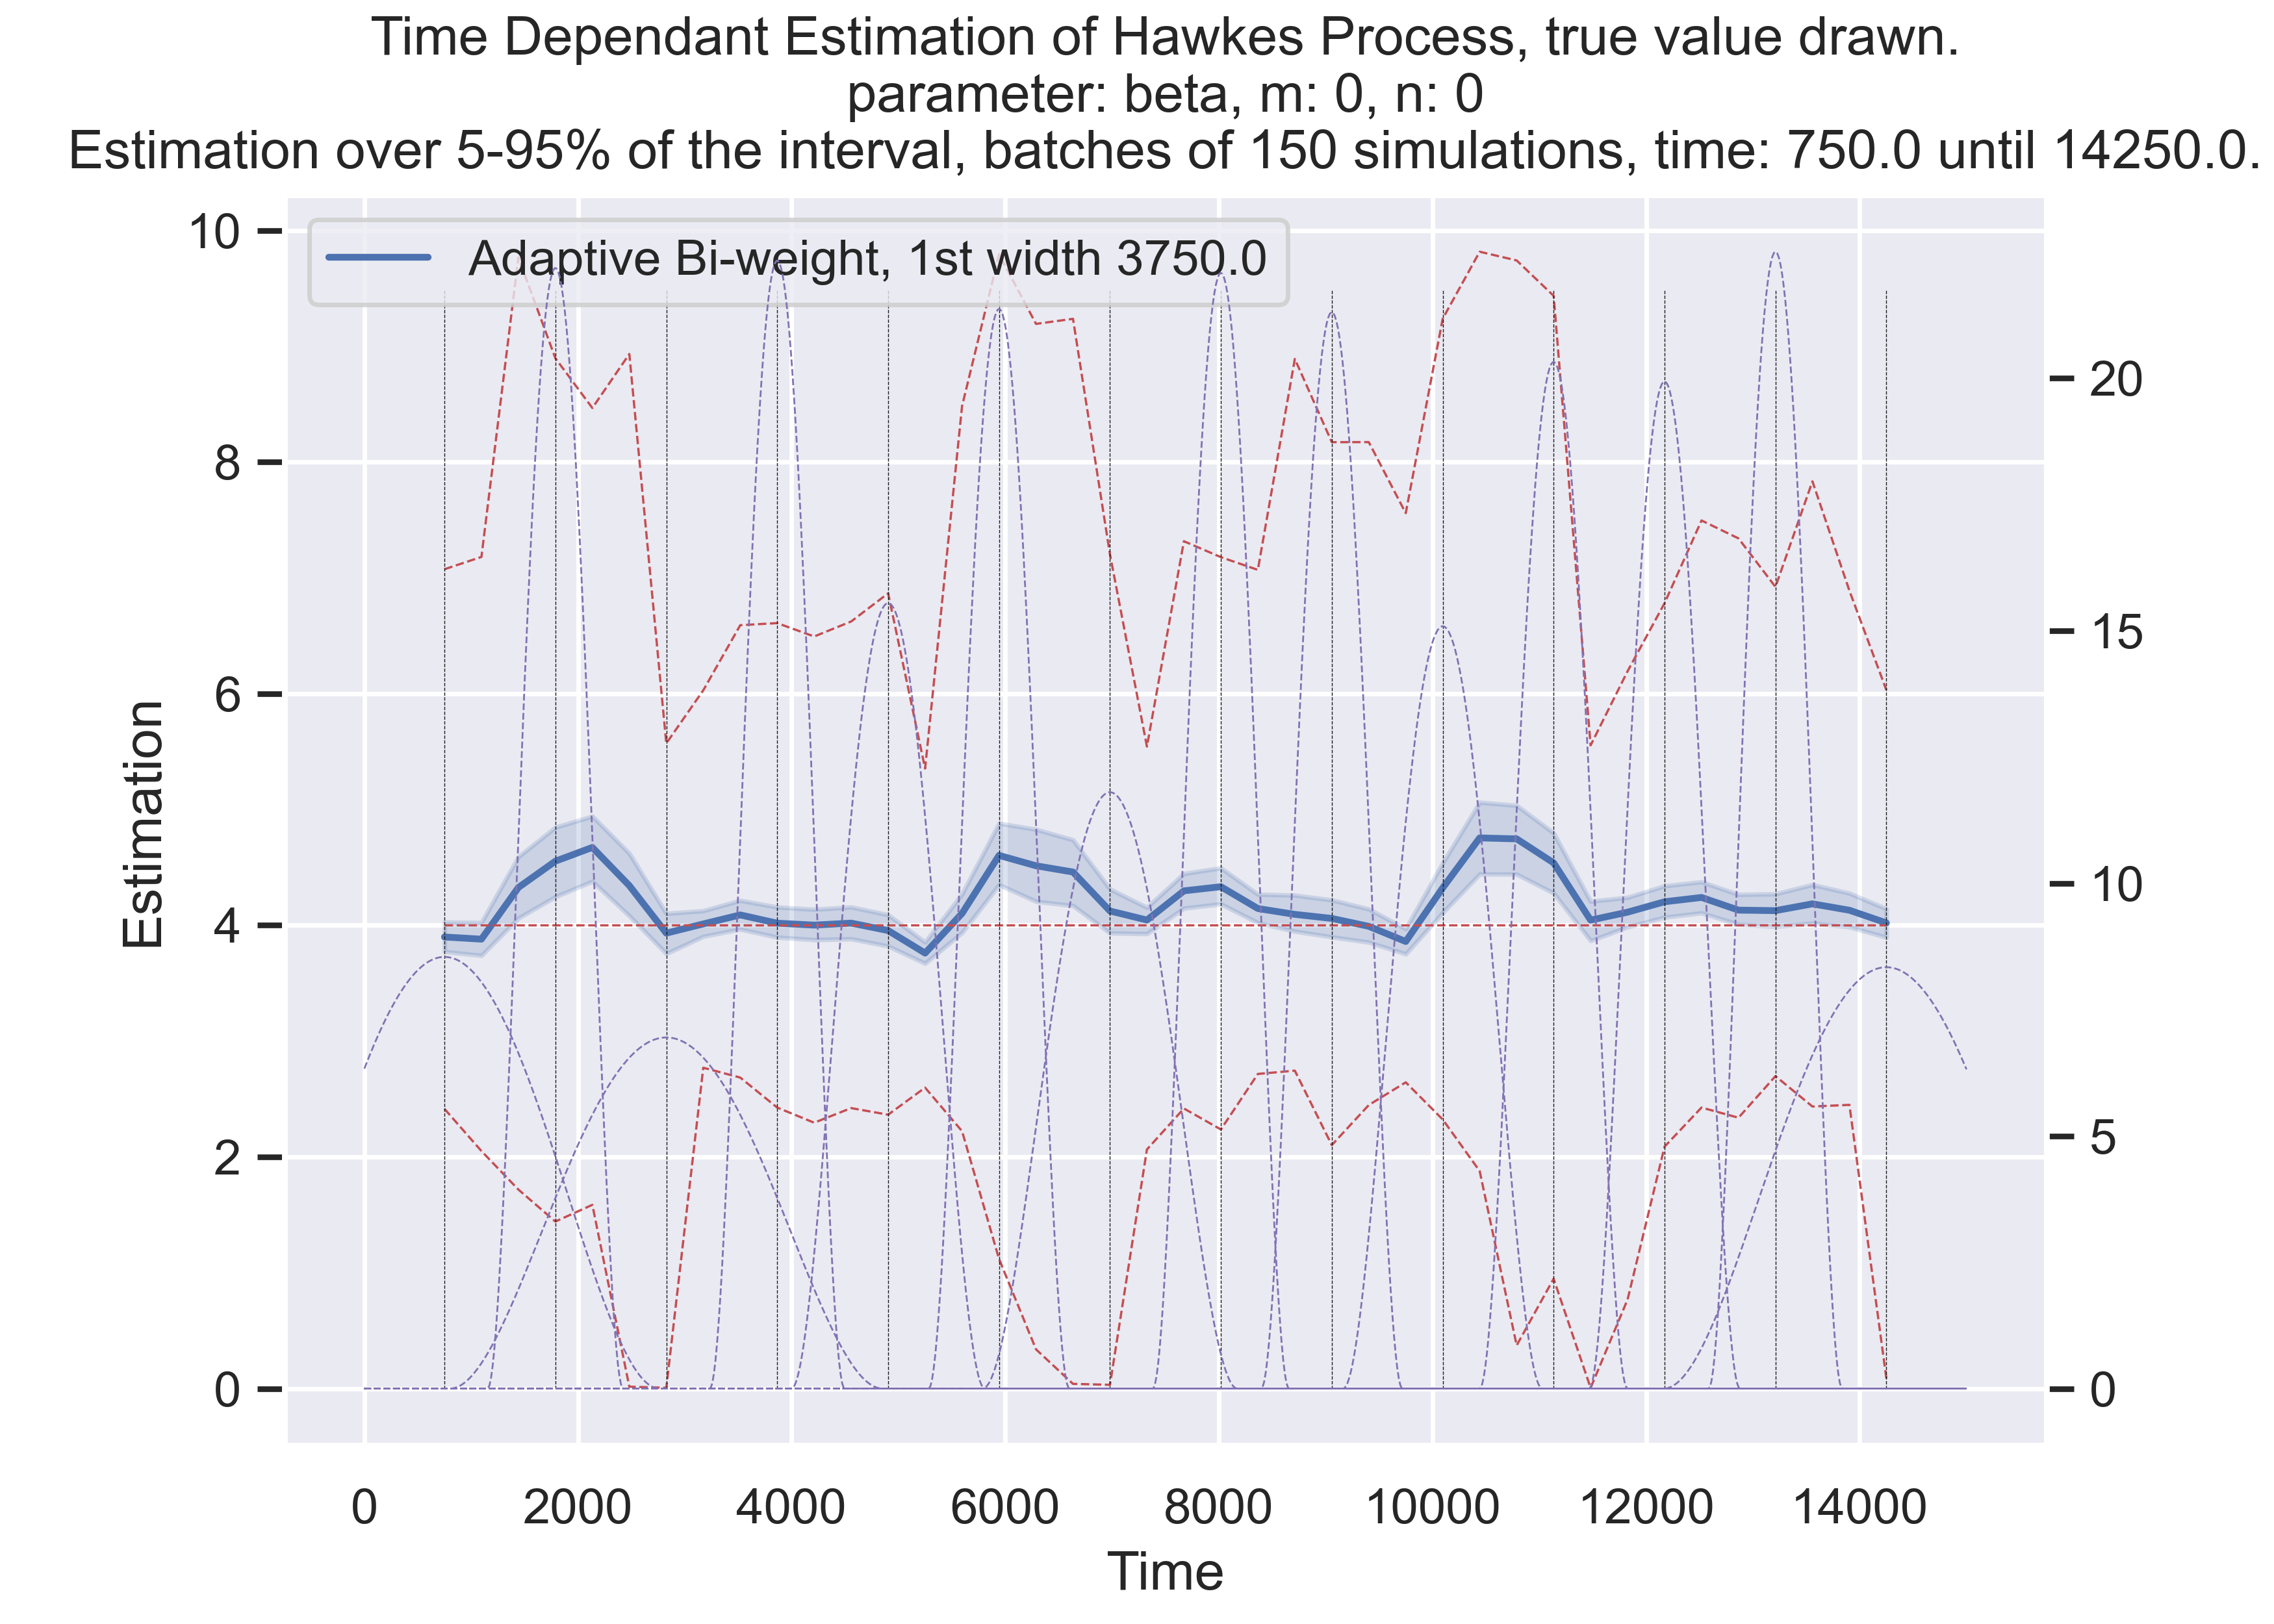 Time Dependant Estimation of Hawkes Process, true value drawn.
parameter: beta, m: 0, n: 0
Estimation over 5-95% of the interval, batches of 150 simulations, time: 750.0 until 14250.0.
Adaptive Bi-weight, 1st width 3750.0
10
8
6
4
2
0
Estimation
20
15
10
5
0
0 2000 4000 6000 8000 10000 12000 14000
Time